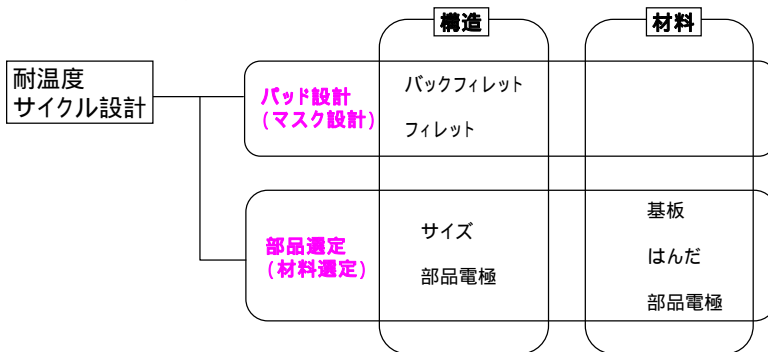 構造
材料
耐温度
サイクル設計
パッド設計
(マスク設計)
バックフィレット
フィレット
部品選定
(材料選定)
サイズ
部品電極
基板
はんだ
部品電極